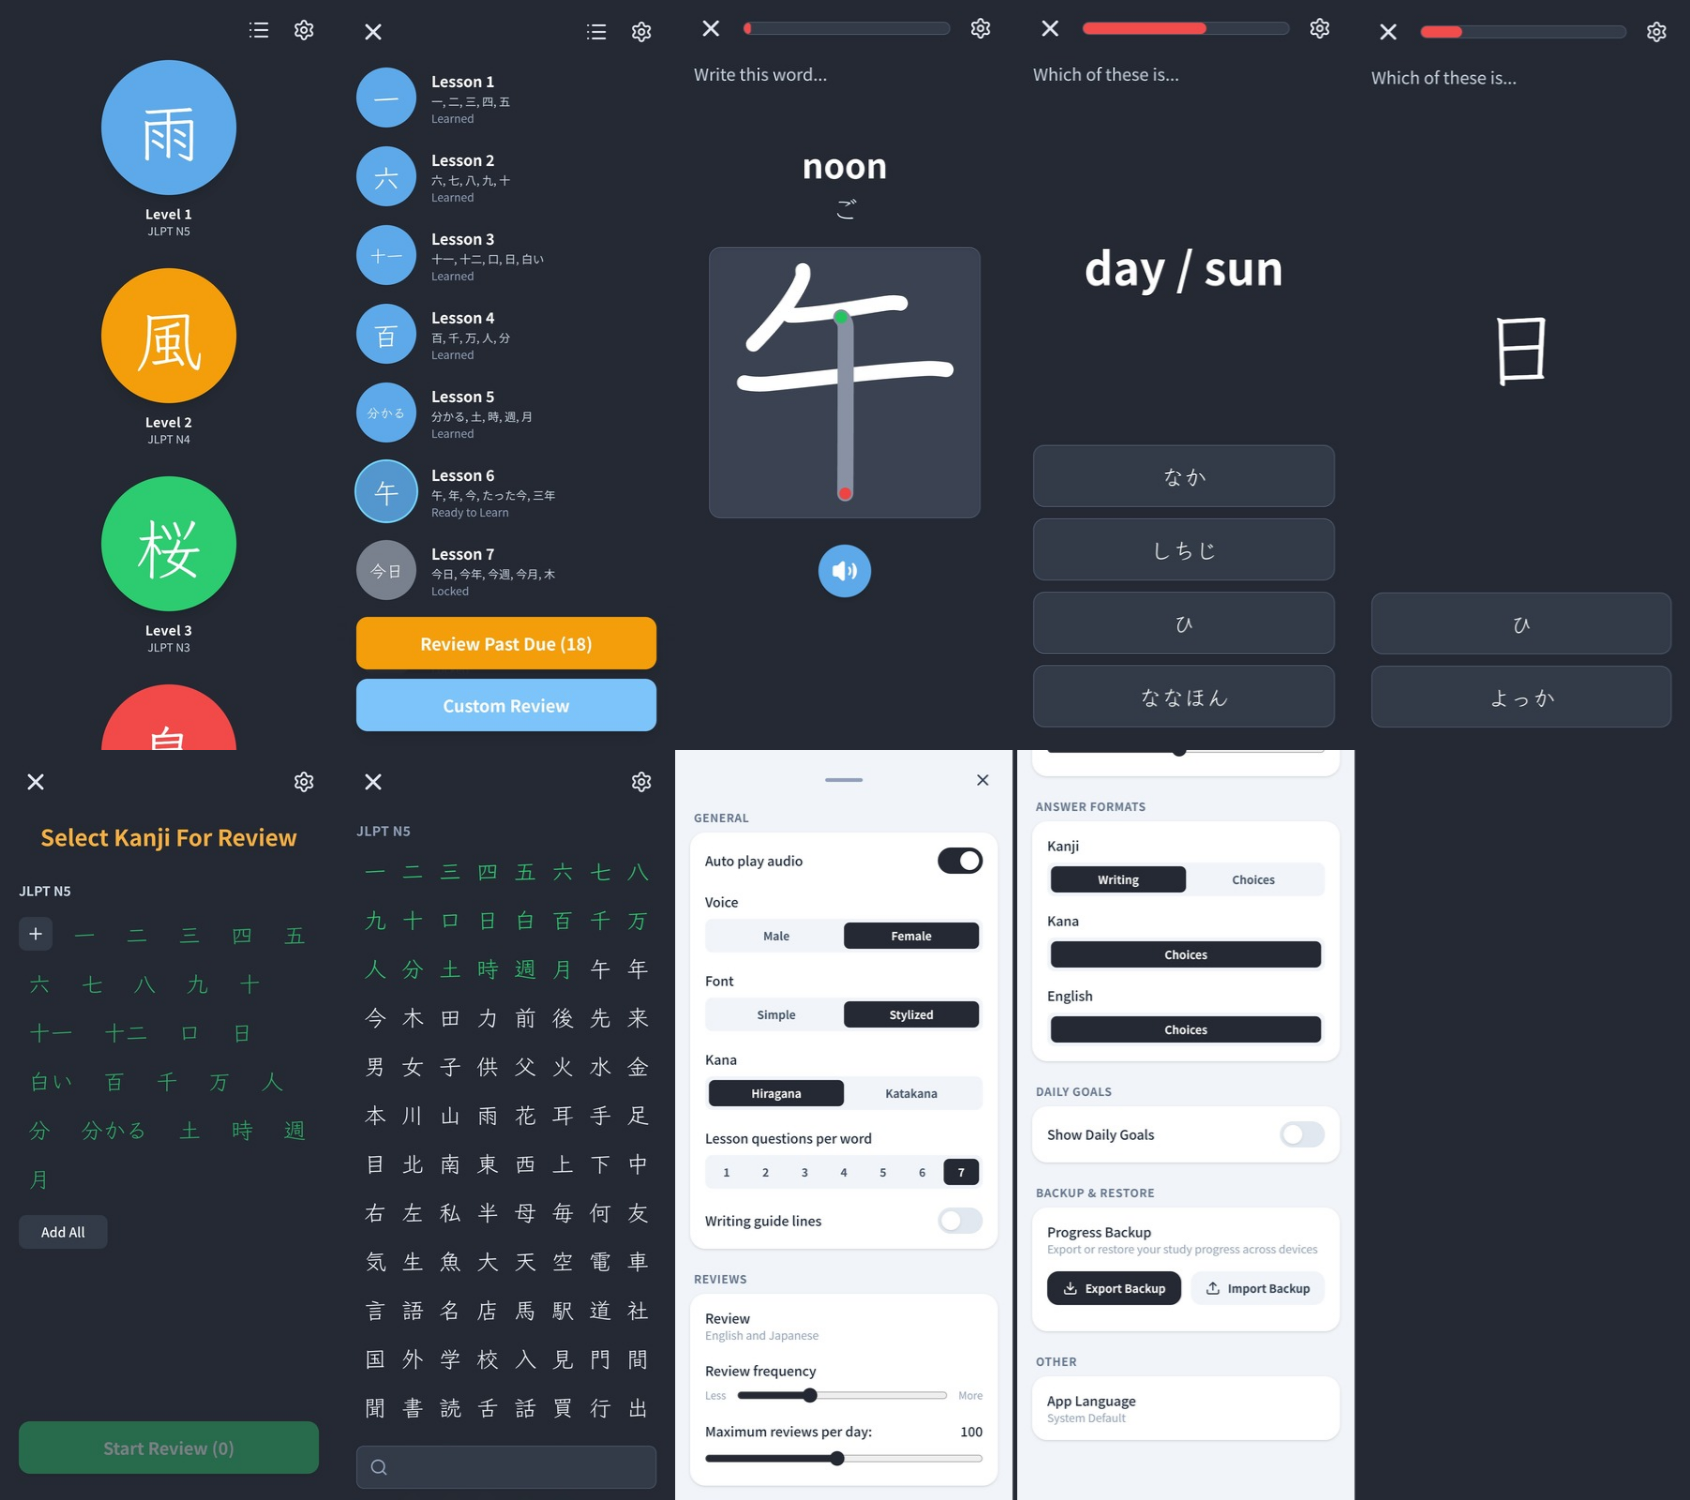 雨
Level 1
JLPT N5
風
Level 2
JLPT N4
桜
Level 3
JLPT N3
一
Lesson 1
一, 二, 三, 四, 五
Learned
六
Lesson 2
六, 七, 八, 九, 十
Learned
十一
Lesson 3
十一, 十二, 口, 日, 白い
Learned
百
Lesson 4
百, 千, 万, 人, 分
Learned
分かる
Lesson 5
分かる, 土, 時, 週, 月
Learned
午
Lesson 6
午, 年, 今, たった今, 三年
Ready to Learn
今日
Lesson 7
今日, 今年, 今週, 今月, 木
Locked
Review Past Due (18)
Custom Review
Write this word...
noon
ご
午
Which of these is...
day / sun
なか
しちじ
ひ
ななほん
Which of these is...
日
ひ
よっか
Select Kanji For Review
JLPT N5
+ 一 二 三 四 五
六 七 八 九 十
十一 十二 口 日
白い 百 千 万 人
分 分かる 土 時 週
月
Add All
Start Review (0)
JLPT N5
一 二 三 四 五 六 七 八
九 十 口 日 白 百 千 万
人 分 土 時 週 月 午 年
今 木 田 力 前 後 先 来
男 女 子 供 父 火 水 金
本 川 山 雨 花 耳 手 足
目 北 南 東 西 上 下 中
右 左 私 半 母 毎 何 友
気 生 魚 大 天 空 電 車
言 語 名 店 馬 駅 道 社
国 外 学 校 入 見 門 間
聞 書 読 舌 話 買 行 出
GENERAL
Auto play audio
Voice
Male Female
Font
Simple Stylized
Kana
Hiragana Katakana
Lesson questions per word
1 2 3 4 5 6 7
Writing guide lines
REVIEWS
Review
English and Japanese
Review frequency
Less More
Maximum reviews per day: 100
ANSWER FORMATS
Kanji
Writing Choices
Kana
Choices
English
Choices
DAILY GOALS
Show Daily Goals
BACKUP & RESTORE
Progress Backup
Export or restore your study progress across devices
Export Backup Import Backup
OTHER
App Language
System Default